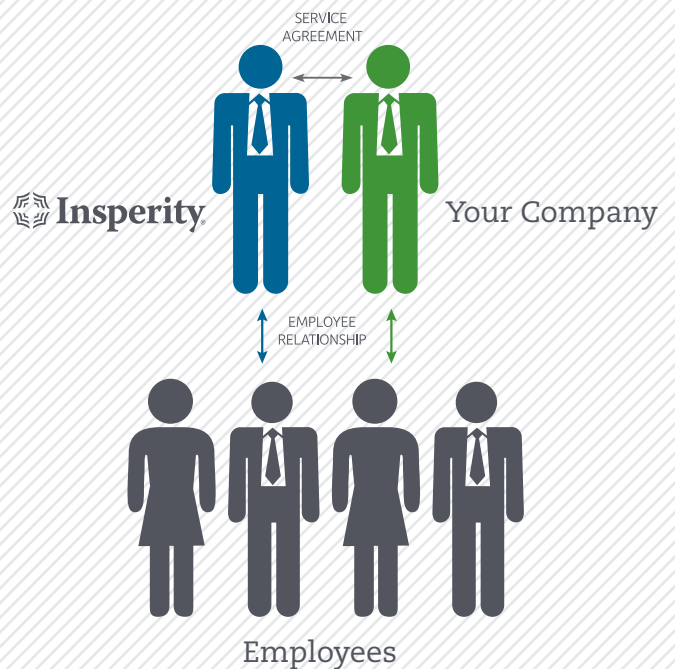 SERVICE
AGREEMENT
Insperity®
Your Company
EMPLOYEE
RELATIONSHIP
Employees